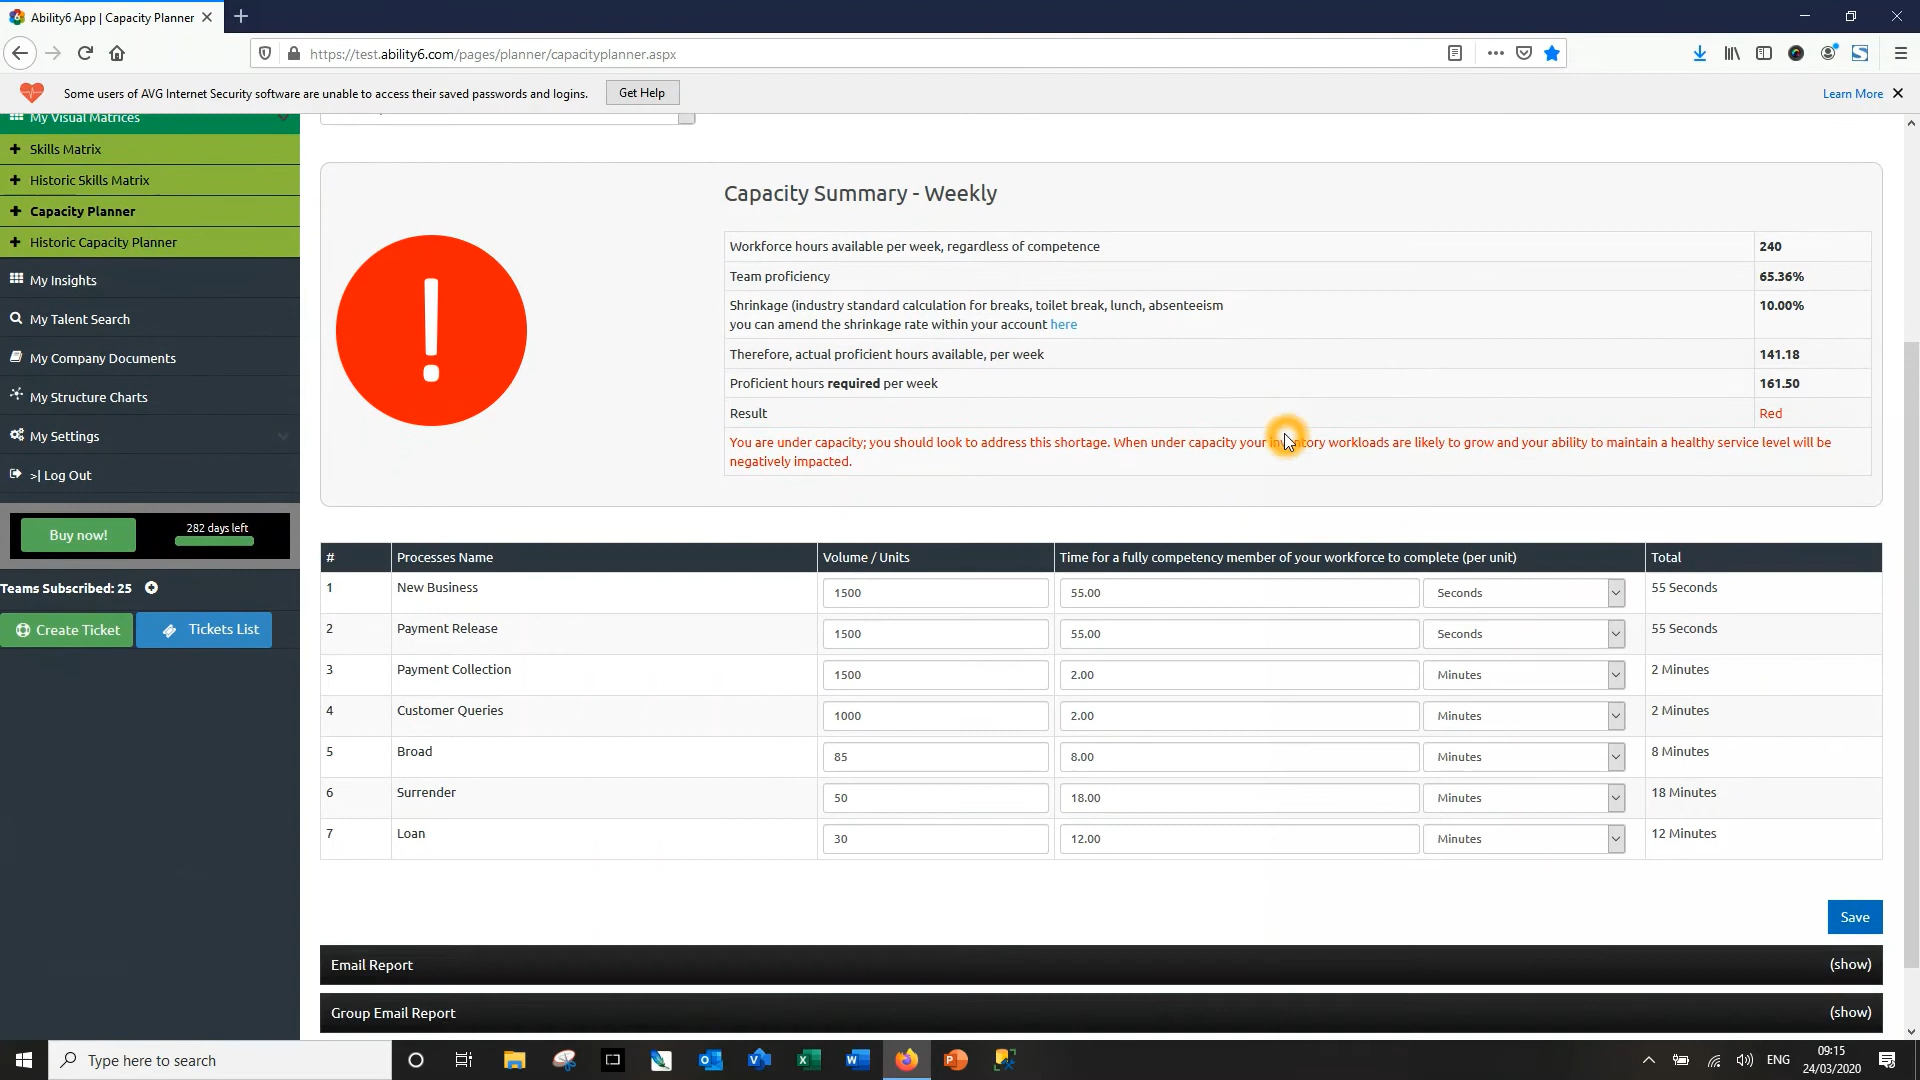 Ability6 App | Capacity Planner
https://test.ability6.com/pages/planner/capacityplanner.aspx
Some users of AVG Internet Security software are unable to access their saved passwords and logins.
Get Help
Learn More
My Visual Matrices
Skills Matrix
Historic Skills Matrix
Capacity Planner
Historic Capacity Planner
My Insights
My Talent Search
My Company Documents
My Structure Charts
My Settings
>| Log Out
Buy now!
282 days left
Teams Subscribed: 25
Create Ticket
Tickets List
Capacity Summary - Weekly
Workforce hours available per week, regardless of competence 240
Team proficiency 65.36%
Shrinkage (industry standard calculation for breaks, toilet break, lunch, absenteeism 10.00%
you can amend the shrinkage rate within your account here
Therefore, actual proficient hours available, per week 141.18
Proficient hours required per week 161.50
Result Red
You are under capacity; you should look to address this shortage. When under capacity your inventory workloads are likely to grow and your ability to maintain a healthy service level will be
negatively impacted.
# Processes Name Volume / Units Time for a fully competency member of your workforce to complete (per unit) Total
1 New Business 1500 55.00 Seconds 55 Seconds
2 Payment Release 1500 55.00 Seconds 55 Seconds
3 Payment Collection 1500 2.00 Minutes 2 Minutes
4 Customer Queries 1000 2.00 Minutes 2 Minutes
5 Broad 85 8.00 Minutes 8 Minutes
6 Surrender 50 18.00 Minutes 18 Minutes
7 Loan 30 12.00 Minutes 12 Minutes
Save
Email Report (show)
Group Email Report (show)
Type here to search
ENG
09:15
24/03/2020